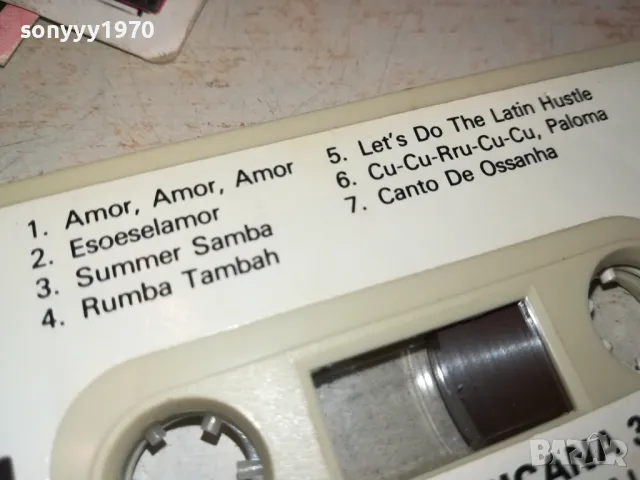 sonyyy1970
1. Amor, Amor, Amor
2. Esoeselamor
3. Summer Samba
4. Rumba Tambah
5. Let's Do The Latin Hustle
6. Cu-Cu-Rru-Cu-Cu, Paloma
7. Canto De Ossanha
BAZAR